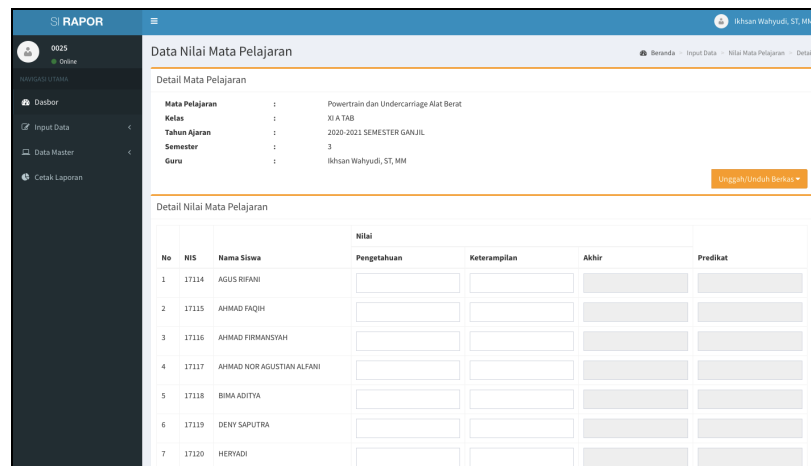 SI RAPOR
Ikhsan Wahyudi, ST, MM
0025
Online
NAVIGASI UTAMA
Dasbor
Input Data
Data Master
Cetak Laporan
Data Nilai Mata Pelajaran
Beranda > Input Data > Nilai Mata Pelajaran > Detai
Detail Mata Pelajaran
Mata Pelajaran : Powertrain dan Undercarriage Alat Berat
Kelas : XI A TAB
Tahun Ajaran : 2020-2021 SEMESTER GANJIL
Semester : 3
Guru : Ikhsan Wahyudi, ST, MM
Unggah/Unduh Berkas
Detail Nilai Mata Pelajaran
Nilai
No NIS Nama Siswa Pengetahuan Keterampilan Akhir Predikat
1 17114 AGUS RIFANI
2 17115 AHMAD FAQIH
3 17116 AHMAD FIRMANSYAH
4 17117 AHMAD NOR AGUSTIAN ALFANI
5 17118 BIMA ADITYA
6 17119 DENY SAPUTRA
7 17120 HERYADI